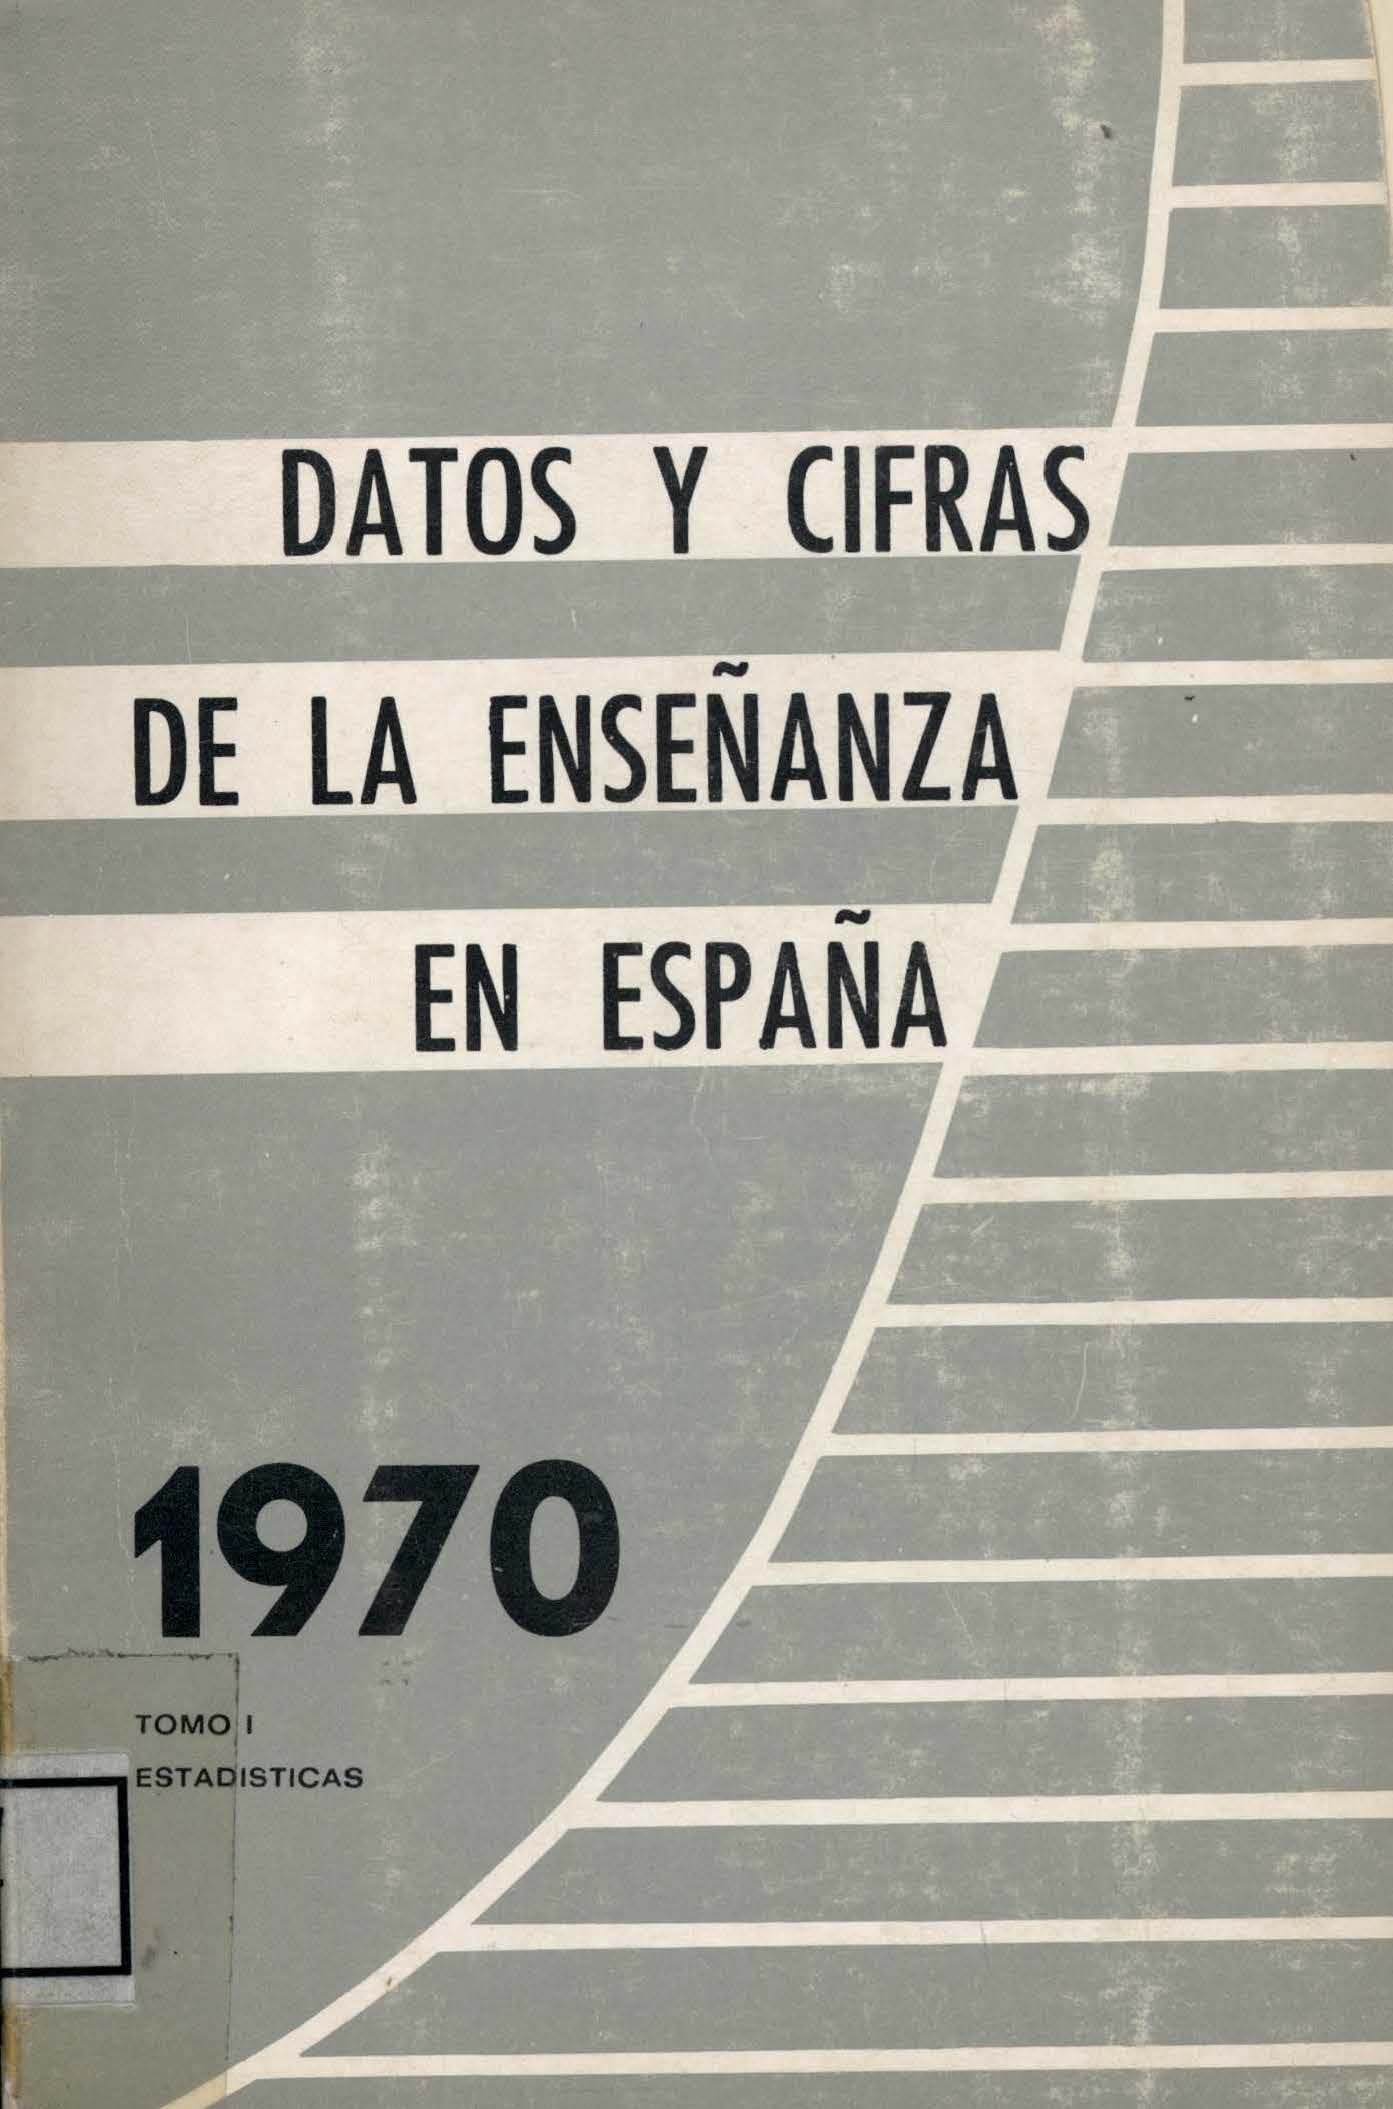 DATOS Y CIFRAS
DE LA ENSEÑANZA
EN ESPAÑA
1970
TOMO I
ESTADISTICAS